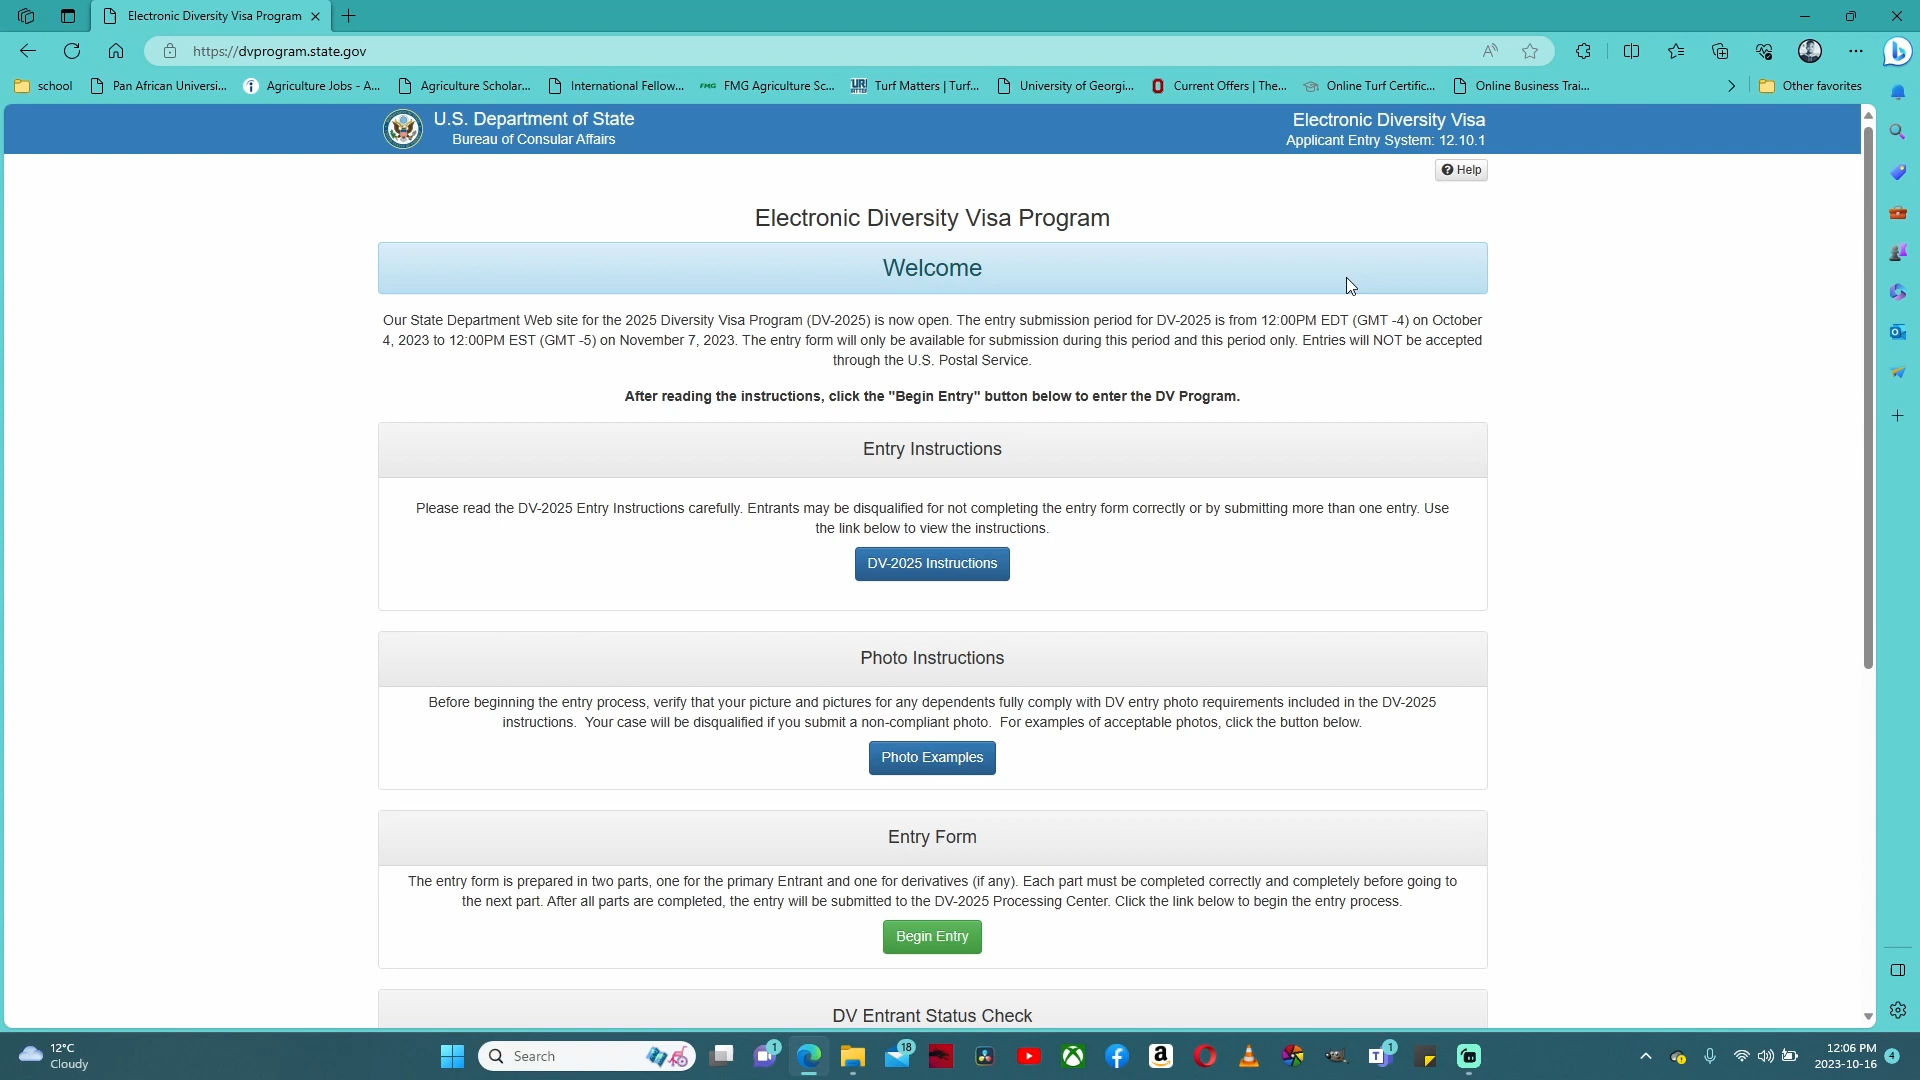 Electronic Diversity Visa Program
https://dvprogram.state.gov
school
Pan African Universi...
Agriculture Jobs - A...
Agriculture Scholar...
International Fellow...
FMG Agriculture Sc...
Turf Matters | Turf...
University of Georgi...
Current Offers | The...
Online Turf Certific...
Online Business Trai...
Other favorites
U.S. Department of State
Bureau of Consular Affairs
Electronic Diversity Visa
Applicant Entry System: 12.10.1
Help
Electronic Diversity Visa Program
Welcome
Our State Department Web site for the 2025 Diversity Visa Program (DV-2025) is now open. The entry submission period for DV-2025 is from 12:00PM EDT (GMT -4) on October
4, 2023 to 12:00PM EST (GMT -5) on November 7, 2023. The entry form will only be available for submission during this period and this period only. Entries will NOT be accepted
through the U.S. Postal Service.
After reading the instructions, click the "Begin Entry" button below to enter the DV Program.
Entry Instructions
Please read the DV-2025 Entry Instructions carefully. Entrants may be disqualified for not completing the entry form correctly or by submitting more than one entry. Use
the link below to view the instructions.
DV-2025 Instructions
Photo Instructions
Before beginning the entry process, verify that your picture and pictures for any dependents fully comply with DV entry photo requirements included in the DV-2025
instructions. Your case will be disqualified if you submit a non-compliant photo. For examples of acceptable photos, click the button below.
Photo Examples
Entry Form
The entry form is prepared in two parts, one for the primary Entrant and one for derivatives (if any). Each part must be completed correctly and completely before going to
the next part. After all parts are completed, the entry will be submitted to the DV-2025 Processing Center. Click the link below to begin the entry process.
Begin Entry
DV Entrant Status Check
12°C
Cloudy
Search
1
18
1
12:06 PM
2023-10-16
4